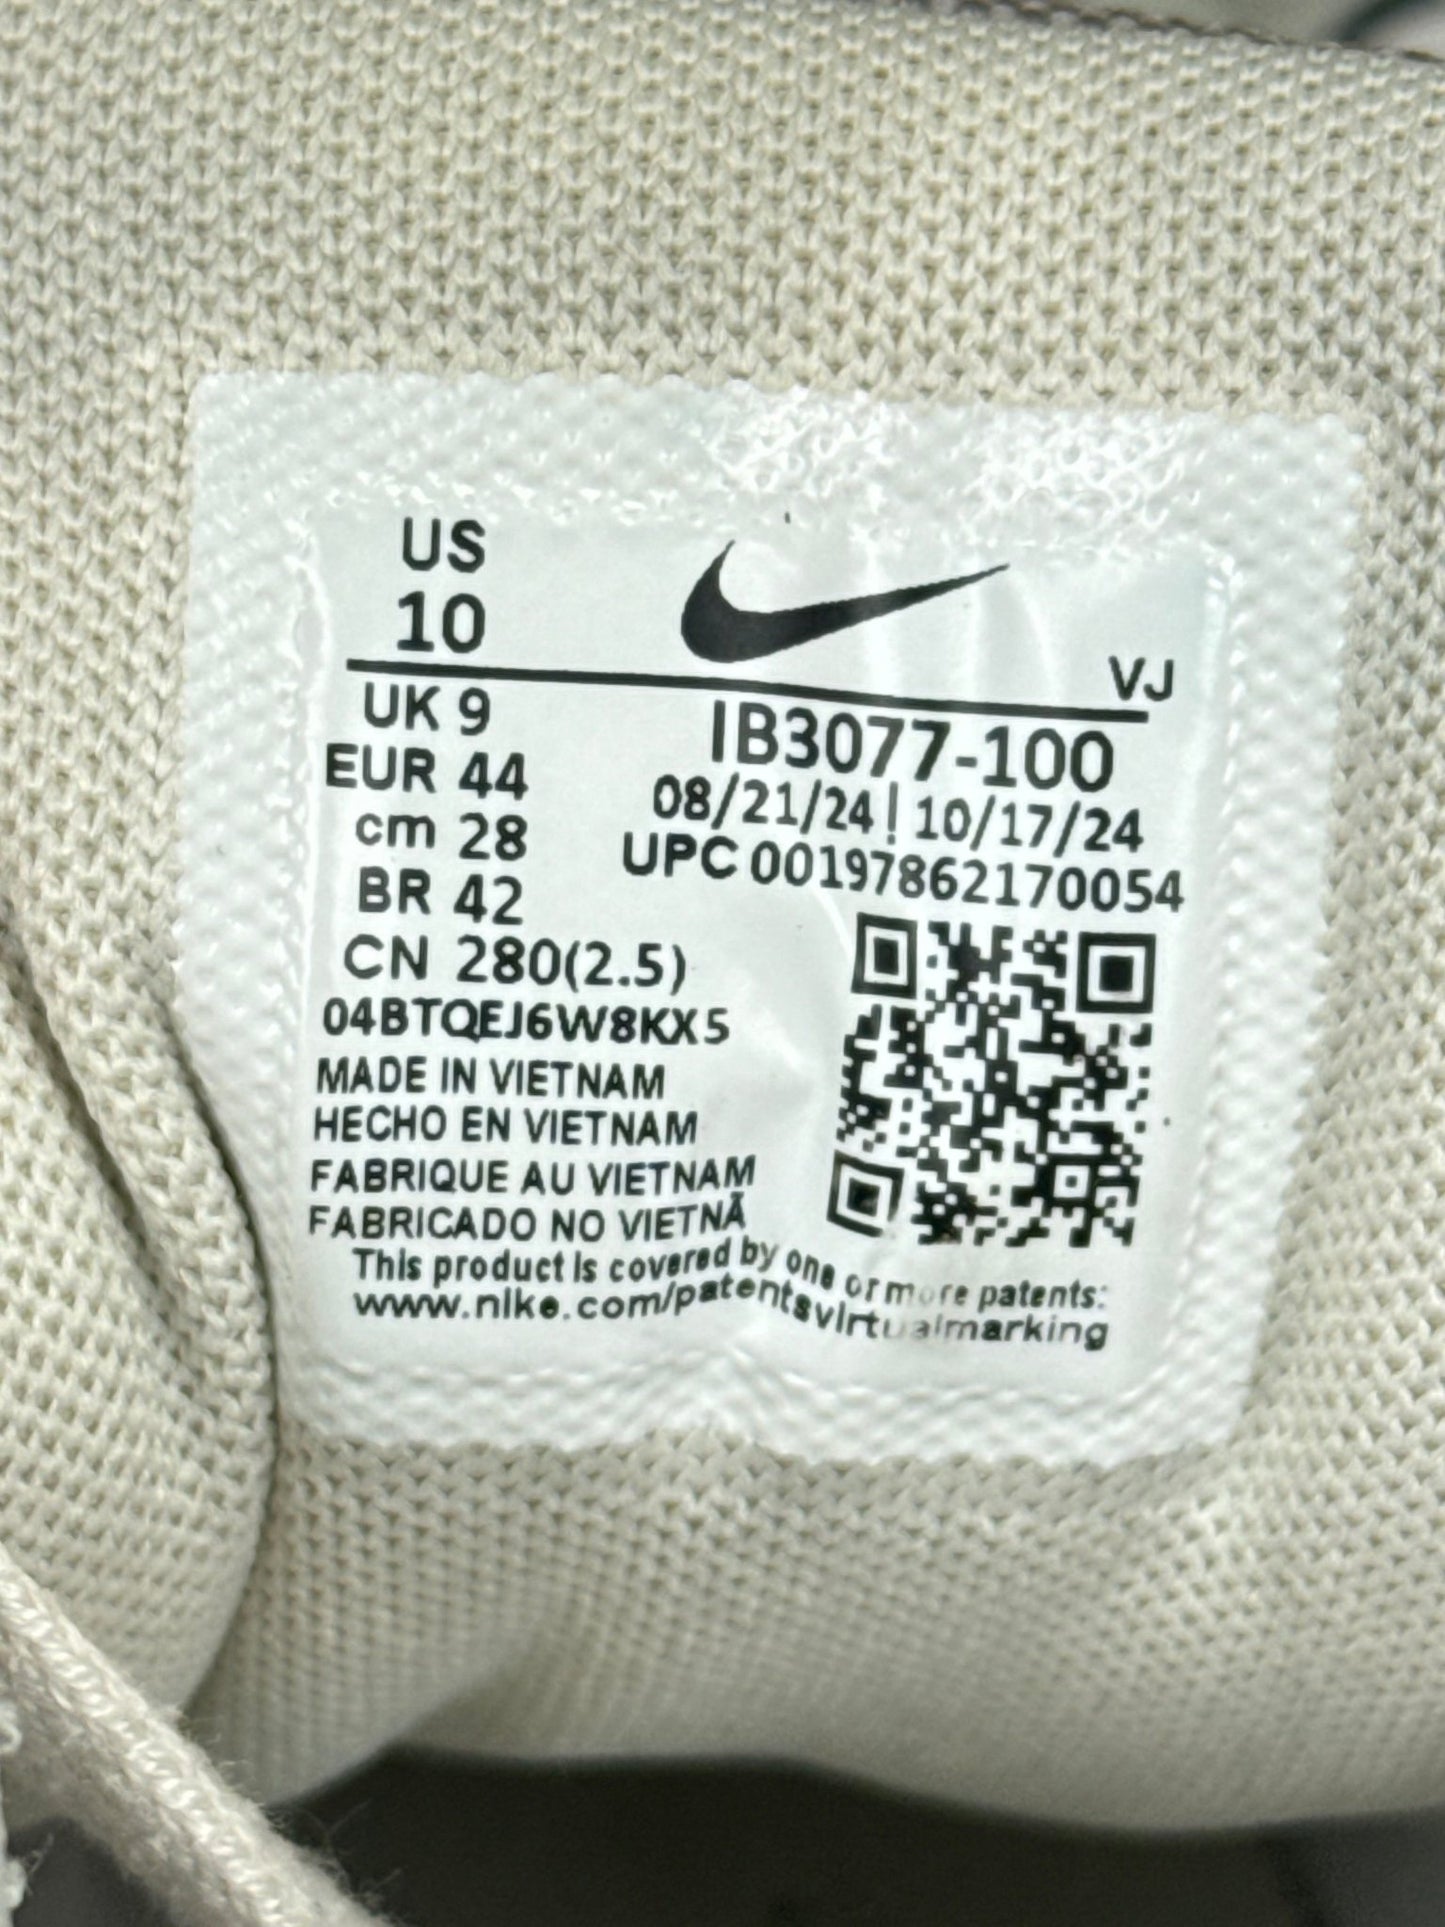 US
10
VJ
UK 9
EUR 44
cm 28
BR 42
CN 280(2.5)
IB3077-100
08/21/24 | 10/17/24
UPC 00197862170054
04BTQEJ6W8KX5
MADE IN VIETNAM
HECHO EN VIETNAM
FABRIQUE AU VIETNAM
FABRICADO NO VIETNÃ
This product is covered by one or more patents:
www.nike.com/patentsvirtualmarking